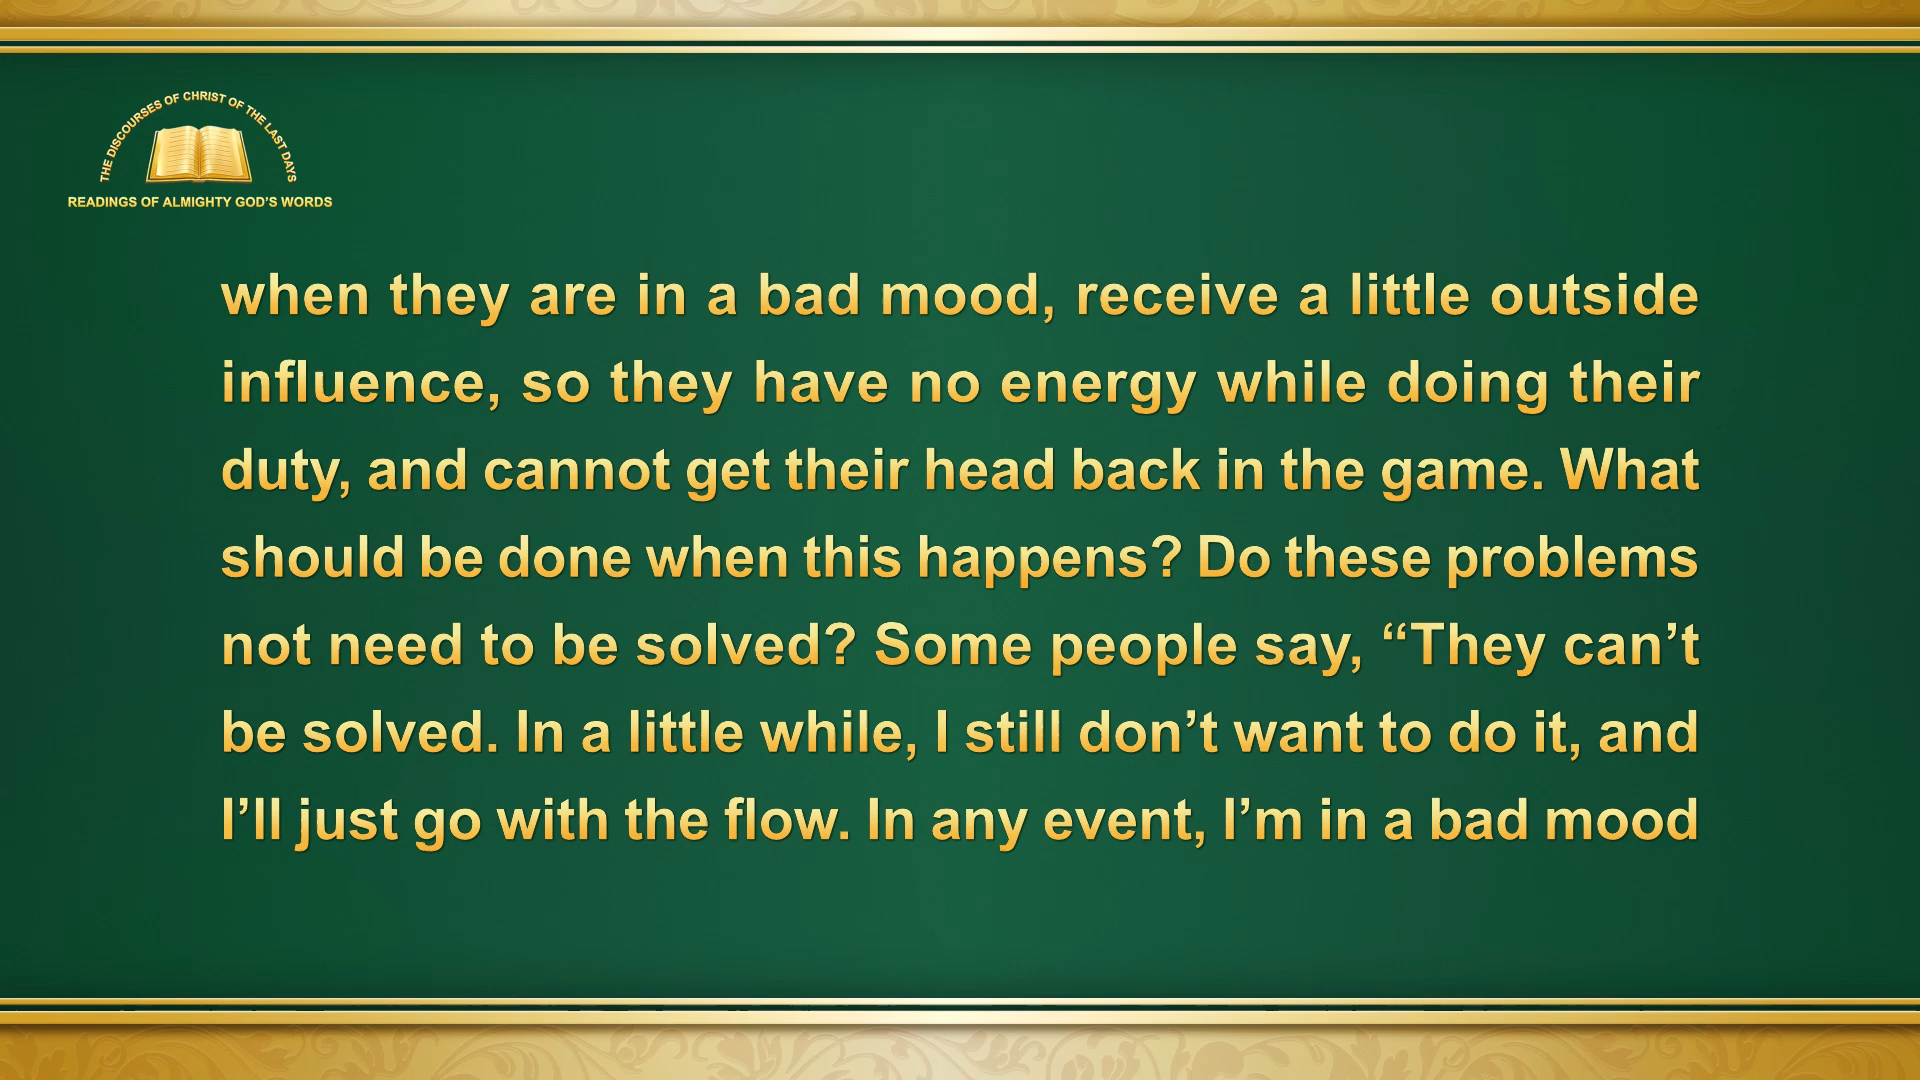 THE DISCOURSES OF CHRIST OF THE LAST DAYS
READINGS OF ALMIGHTY GOD’S WORDS
when they are in a bad mood, receive a little outside
influence, so they have no energy while doing their
duty, and cannot get their head back in the game. What
should be done when this happens? Do these problems
not need to be solved? Some people say, “They can’t
be solved. In a little while, I still don’t want to do it, and
I’ll just go with the flow. In any event, I’m in a bad mood